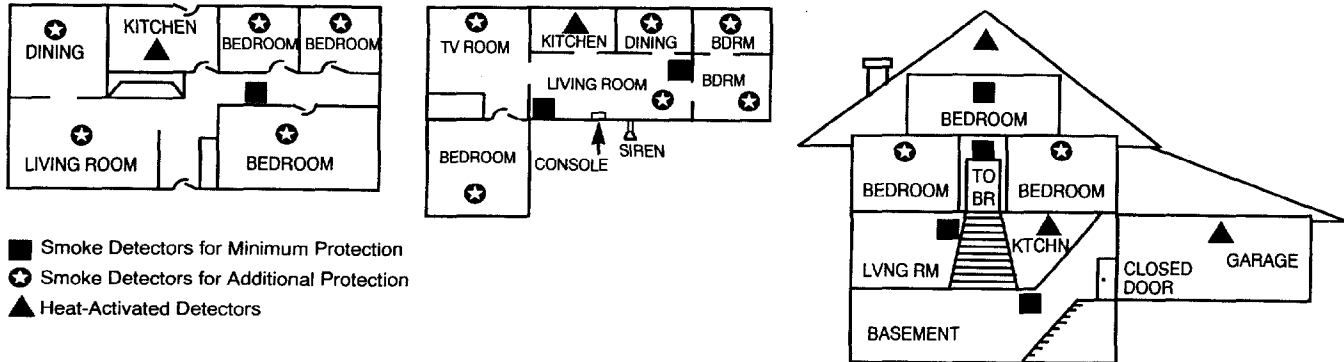 DINING
KITCHEN
BEDROOM
BEDROOM
LIVING ROOM
BEDROOM
TV ROOM
KITCHEN
DINING
BDRM
LIVING ROOM
BDRM
BEDROOM
CONSOLE
SIREN
BEDROOM
BEDROOM
TO
BR
BEDROOM
LVNG RM
KTCHN
CLOSED
DOOR
GARAGE
BASEMENT
Smoke Detectors for Minimum Protection
Smoke Detectors for Additional Protection
Heat-Activated Detectors